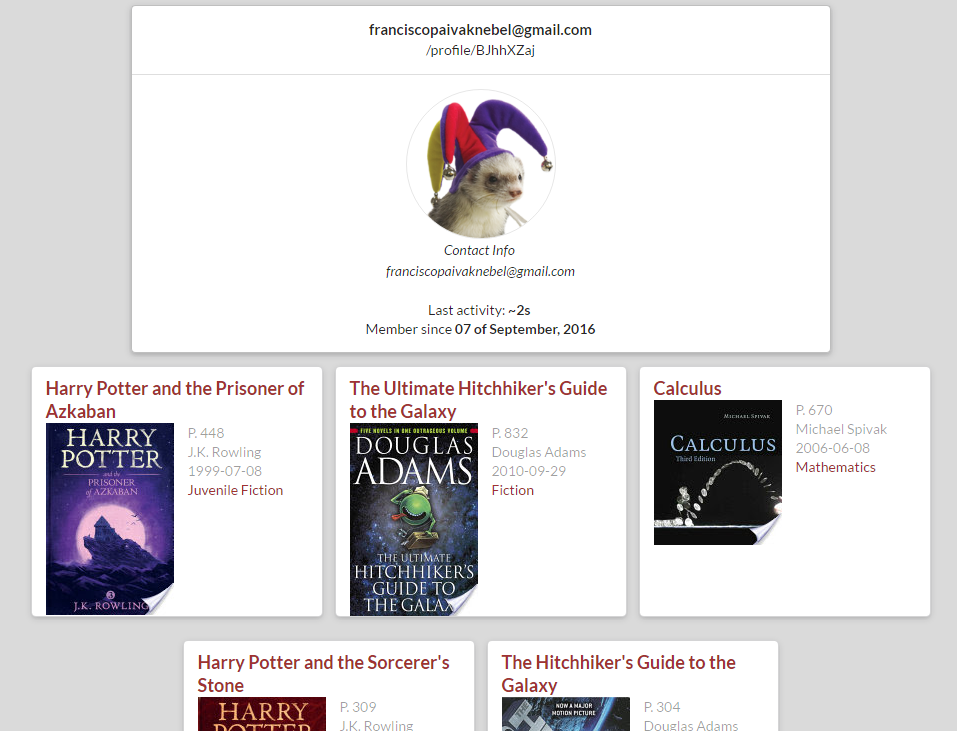 franciscopaivaknebel@gmail.com
/profile/BJhhXZaj
Contact Info
franciscopaivaknebel@gmail.com
Last activity: ~2s
Member since 07 of September, 2016
Harry Potter and the Prisoner of
Azkaban
HARRY
POTTER
and the
PRISONER
of AZKABAN
3
J.K. ROWLING
P. 448
J.K. Rowling
1999-07-08
Juvenile Fiction
The Ultimate Hitchhiker's Guide
to the Galaxy
FIVE NOVELS IN ONE OUTRAGEOUS VOLUME
DOUGLAS
ADAMS
THE ULTIMATE
HITCHHIKER'S
GUIDE TO
THE GALAXY
P. 832
Douglas Adams
2010-09-29
Fiction
Calculus
MICHAEL SPIVAK
CALCULUS
Third Edition
P. 670
Michael Spivak
2006-06-08
Mathematics
Harry Potter and the Sorcerer's
Stone
HARRY
POTTER
P. 309
J.K. Rowling
The Hitchhiker's Guide to the
Galaxy
NOW A MAJOR
MOTION PICTURE
P. 304
Douglas Adams